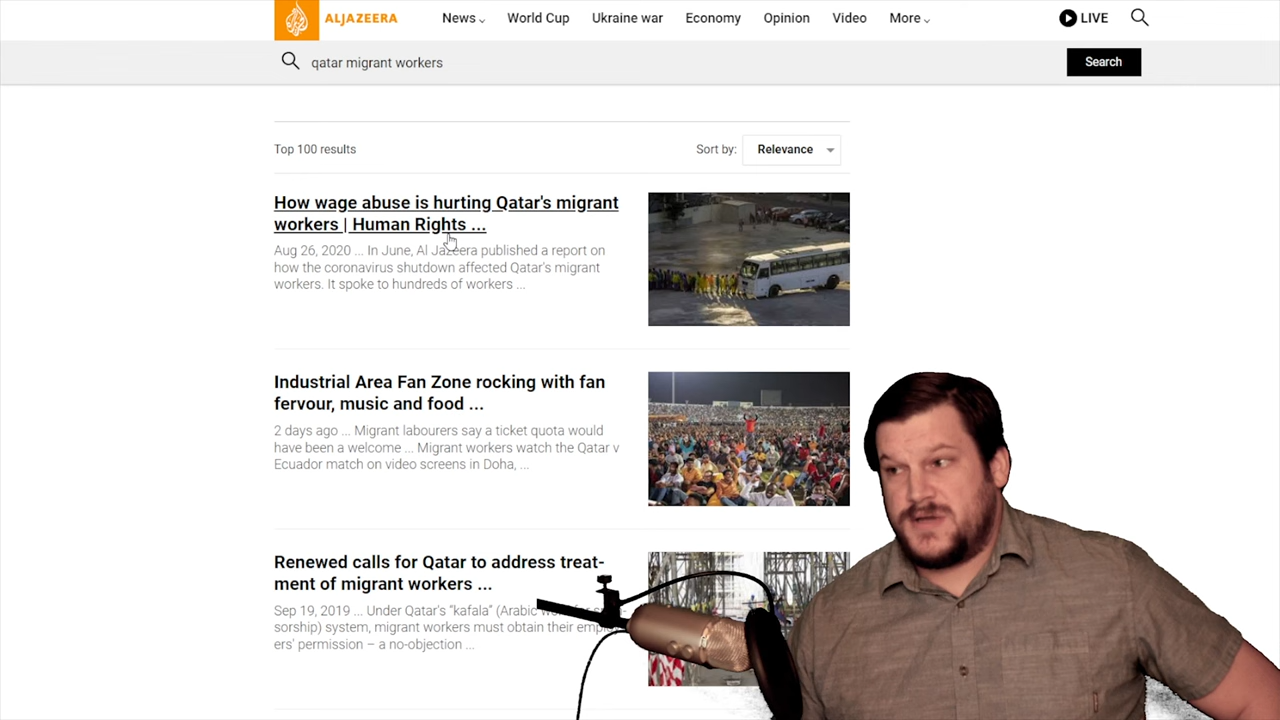 ALJAZEERA
News World Cup Ukraine war Economy Opinion Video More LIVE
qatar migrant workers
Search
Top 100 results
Sort by: Relevance
How wage abuse is hurting Qatar's migrant
workers | Human Rights ...
Aug 26, 2020 ... In June, Al Jazeera published a report on
how the coronavirus shutdown affected Qatar's migrant
workers. It spoke to hundreds of workers ...
Industrial Area Fan Zone rocking with fan
fervour, music and food ...
2 days ago ... Migrant labourers say a ticket quota would
have been a welcome ... Migrant workers watch the Qatar v
Ecuador match on video screens in Doha, ...
Renewed calls for Qatar to address treat-
ment of migrant workers ...
Sep 19, 2019 ... Under Qatar's "kafala" (Arabic
sorship) system, migrant workers must obtain their
ers' permission – a no-objection ...